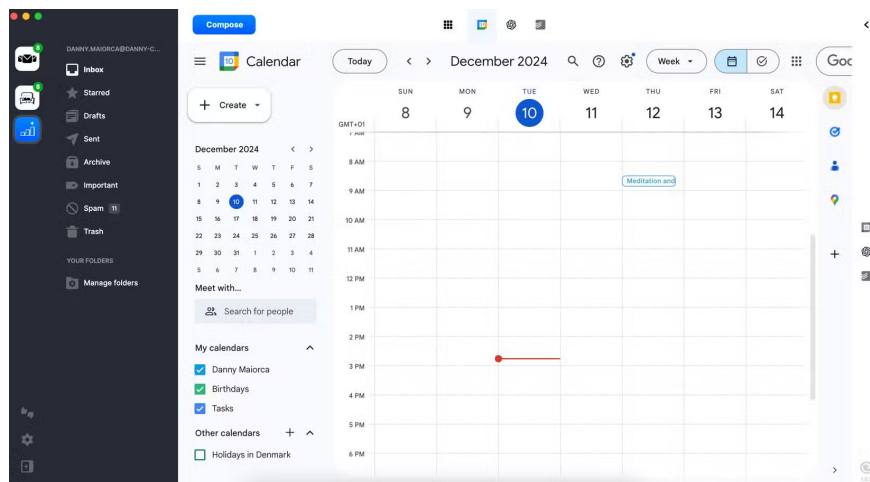 Compose
8
DANNY.MAIORCA@DANNY-C...
Inbox
8
Starred
Drafts
Sent
Archive
Important
Spam 11
Trash
YOUR FOLDERS
Manage folders
10 Calendar
Today
December 2024
Week
Goo
Create
December 2024
S M T W T F S
1 2 3 4 5 6 7
8 9 10 11 12 13 14
15 16 17 18 19 20 21
22 23 24 25 26 27 28
29 30 31 1 2 3 4
5 6 7 8 9 10 11
Meet with...
Search for people
My calendars
Danny Maiorca
Birthdays
Tasks
Other calendars
Holidays in Denmark
SUN MON TUE WED THU FRI SAT
8 9 10 11 12 13 14
GMT+01
7 AM
8 AM
Meditation and
9 AM
10 AM
11 AM
12 PM
1 PM
2 PM
3 PM
4 PM
5 PM
6 PM